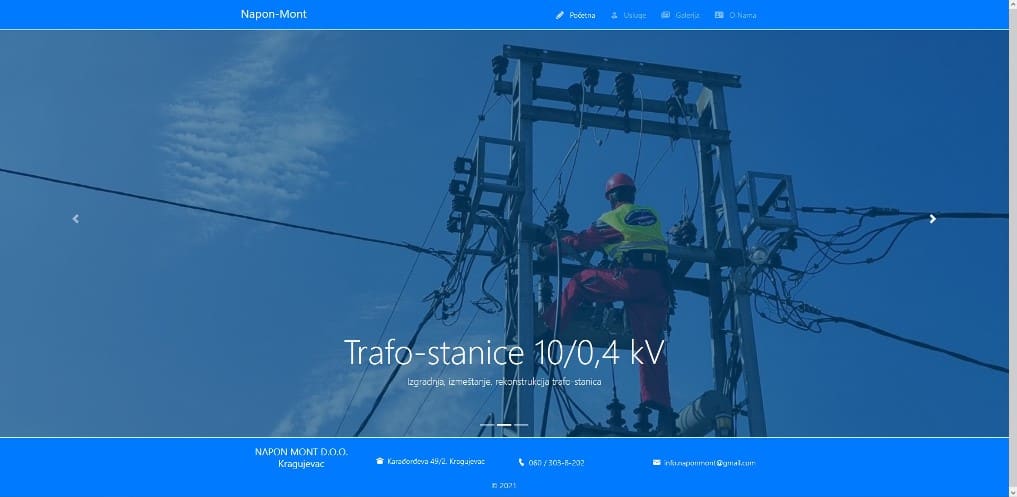 Napon-Mont
Početna
Usluge
Galerija
O Nama
Trafo-stanice 10/0,4 kV
Izgradnja, izmeštanje, rekonstrukcija trafo-stanica
NAPON MONT D.O.O.
Kragujevac
Karađorđeva 49/2, Kragujevac
060 / 303-8-202
info.naponmont@gmail.com
© 2021